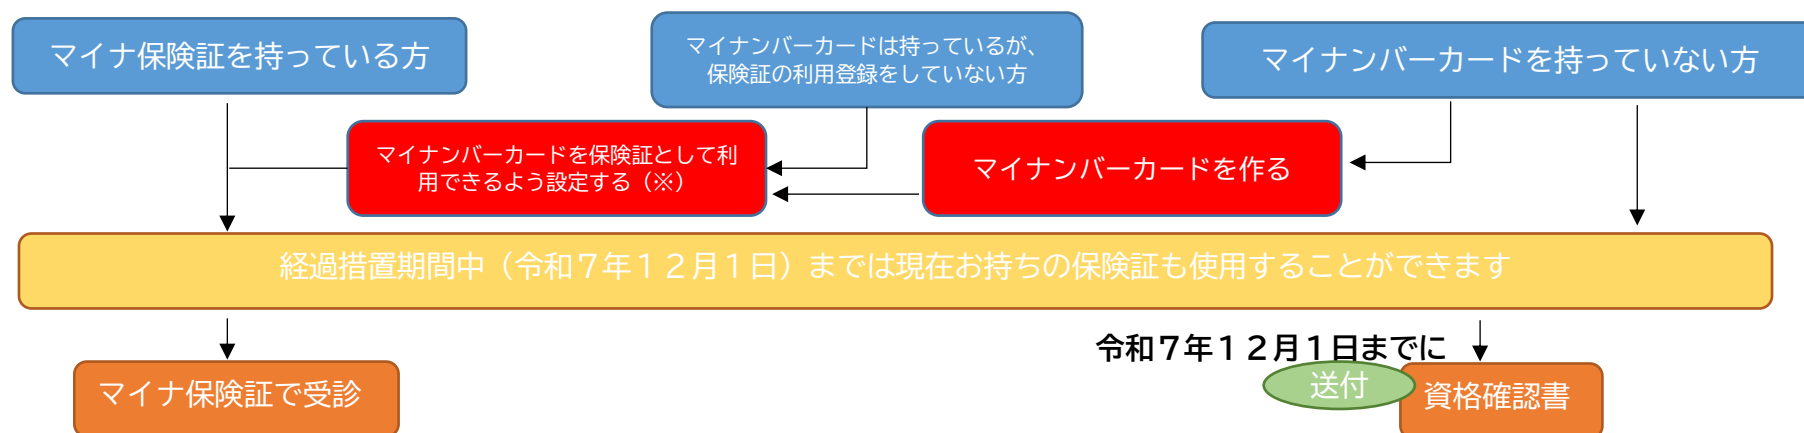 マイナ保険証を持っている方
マイナンバーカードは持っているが、
保険証の利用登録をしていない方
マイナンバーカードを持っていない方
マイナンバーカードを保険証として利
用できるよう設定する（※）
マイナンバーカードを作る
経過措置期間中（令和７年１２月１日）までは現在お持ちの保険証も使用することができます
令和７年１２月１日までに
送付
マイナ保険証で受診
資格確認書